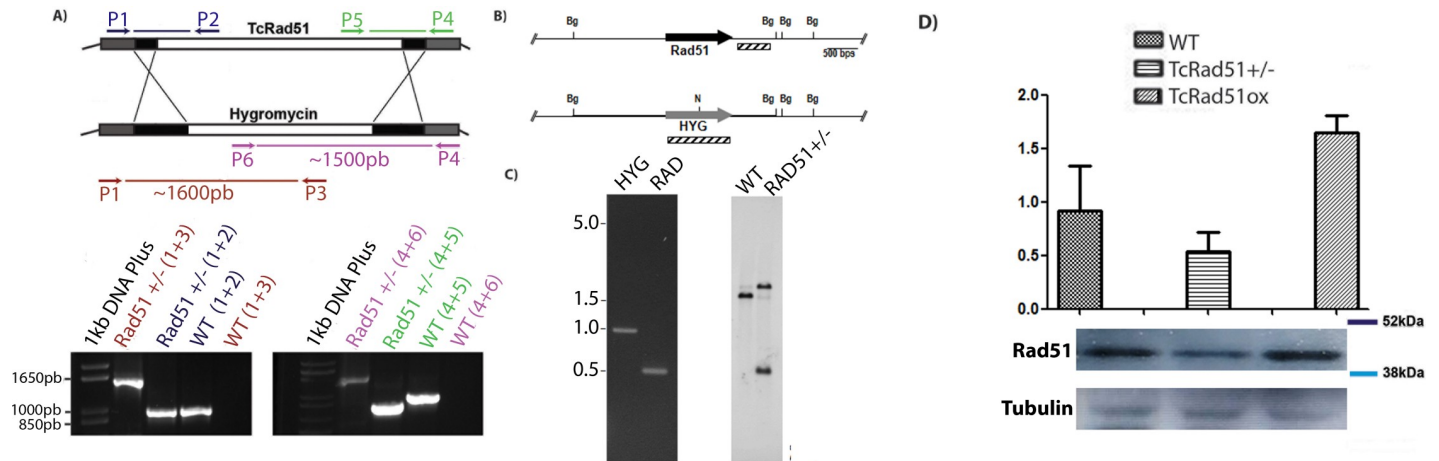 A)
P1 P2 P5 P4
TcRad51
Hygromycin
P6 ~1500pb P4
P1 ~1600pb P3
1kb DNA Plus
Rad51 +/- (1+3)
Rad51 +/- (1+2)
WT (1+2)
WT (1+3)
1650pb
1000pb
850pb
1kb DNA Plus
Rad51 +/- (4+6)
Rad51 +/- (4+5)
WT (4+5)
WT (4+6)
B)
Bg Bg Bg Bg
Rad51
500 bps
Bg N Bg Bg Bg
HYG
C)
HYG RAD WT RAD51+/-
5.0
1.5
1.0
0.5
D)
WT
TcRad51+/-
TcRad51ox
2.0
1.5
1.0
0.5
0.0
52kDa
Rad51
38kDa
Tubulin